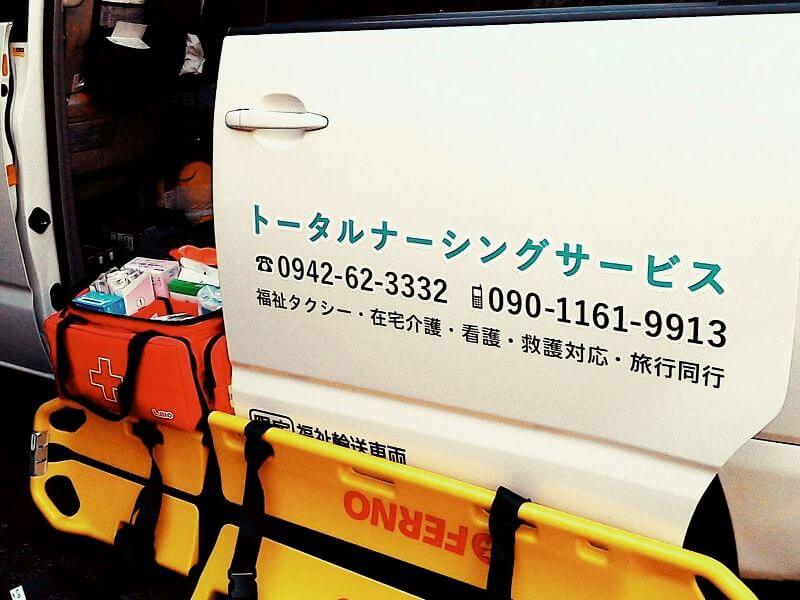 トータルナーシングサービス
☎0942-62-3332 📱090-1161-9913
福祉タクシー・在宅介護・看護・救護対応・旅行同行
限定 福祉輸送車両
FERNO